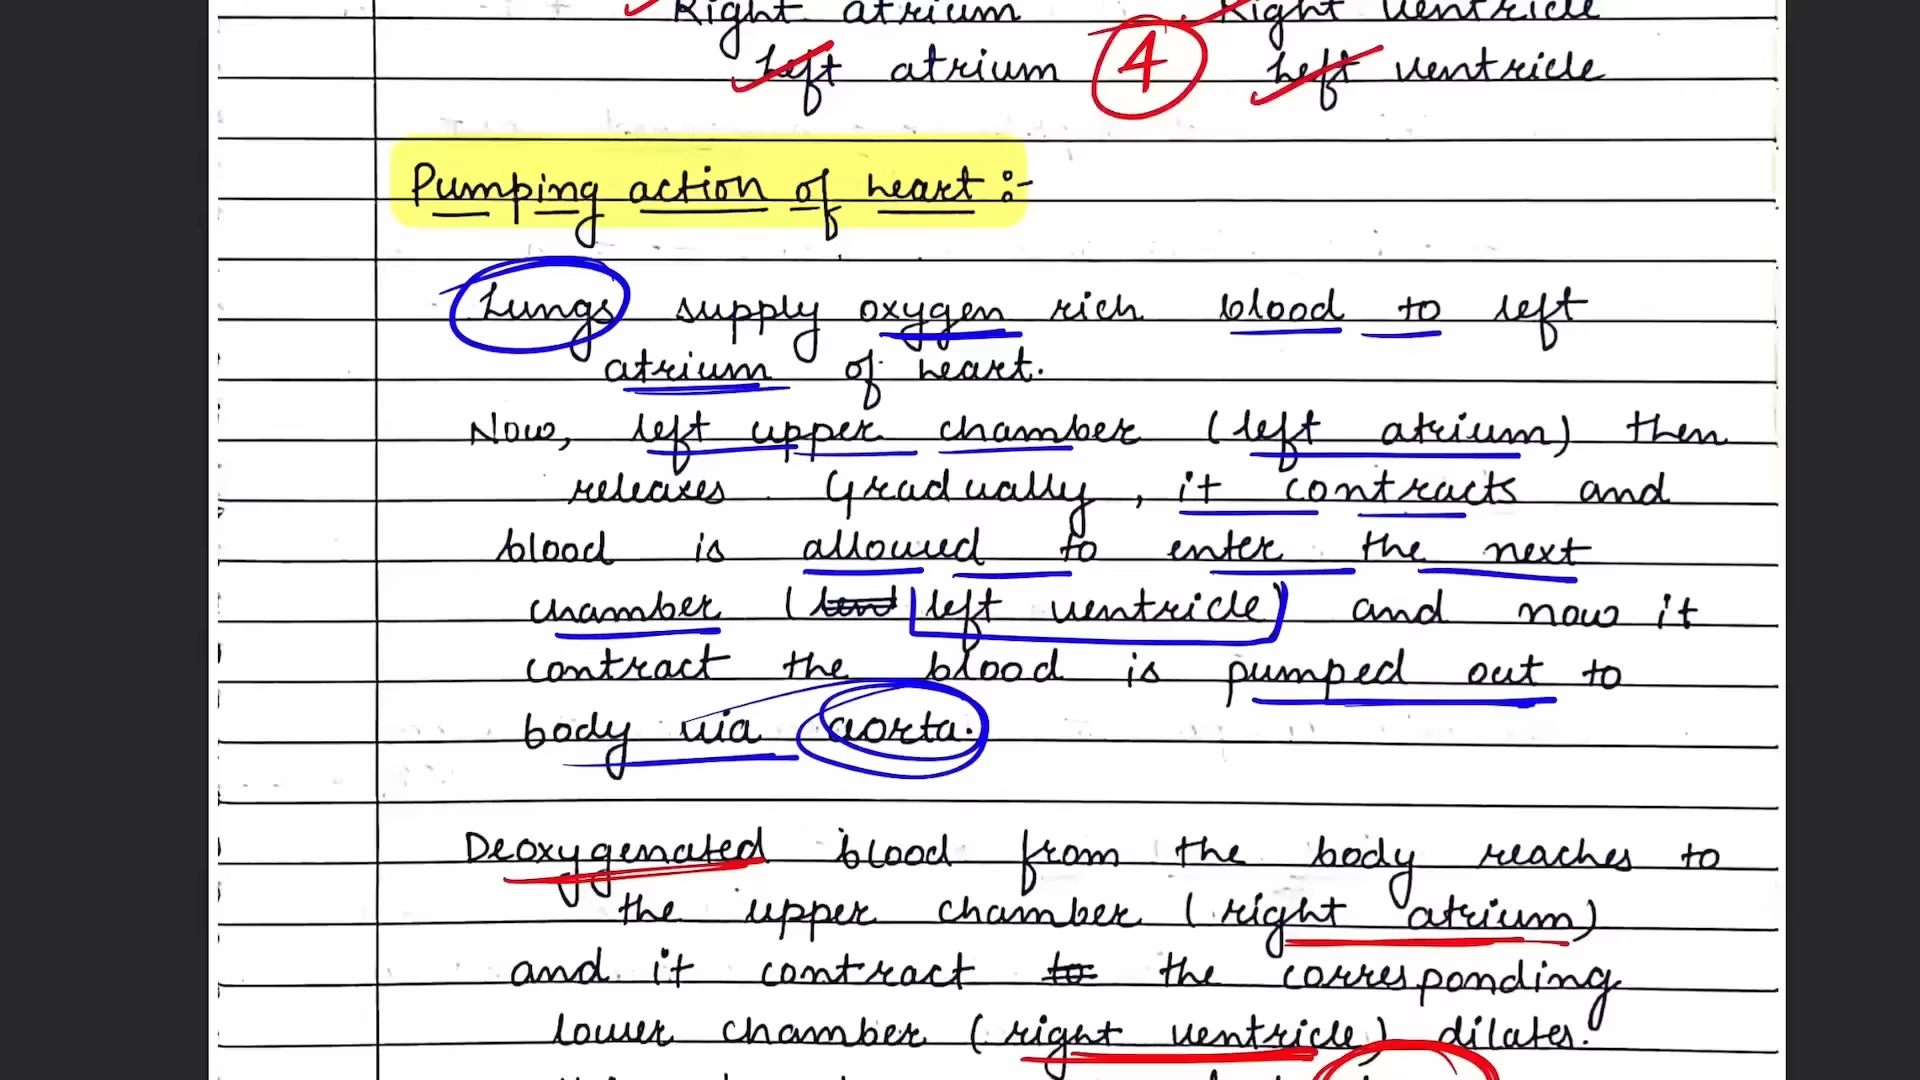 Right atrium Right ventricle
Left atrium 4 Left ventricle
Pumping action of heart :-
Lungs supply oxygen rich blood to left
atrium of heart.
Now, left upper chamber (left atrium) then
relaxes Gradually, it contracts and
blood is allowed to enter the next
chamber (left ventricle) and now it
contract the blood is pumped out to
body via aorta.
Deoxygenated blood from the body reaches to
the upper chamber (right atrium)
and it contract to the corresponding
lower chamber (right ventricle) dilates.